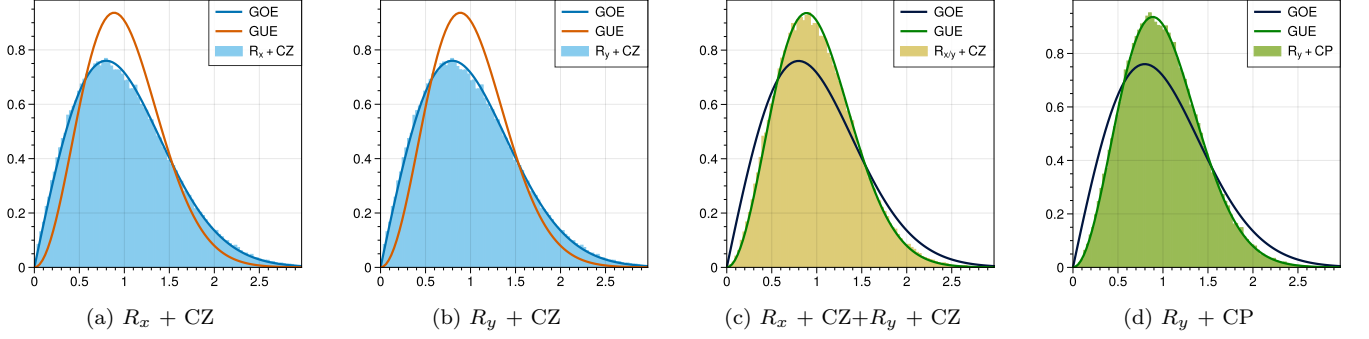 GOE
GUE
Rx + CZ
0.8
0.6
0.4
0.2
0
0
0.5
1
1.5
2
2.5
(a) Rx + CZ
GOE
GUE
Ry + CZ
0.8
0.6
0.4
0.2
0
0
0.5
1
1.5
2
2.5
(b) Ry + CZ
GOE
GUE
Rx/y + CZ
0.8
0.6
0.4
0.2
0
0
0.5
1
1.5
2
2.5
(c) Rx + CZ+Ry + CZ
GOE
GUE
Ry + CP
0.8
0.6
0.4
0.2
0
0
0.5
1
1.5
2
2.5
(d) Ry + CP